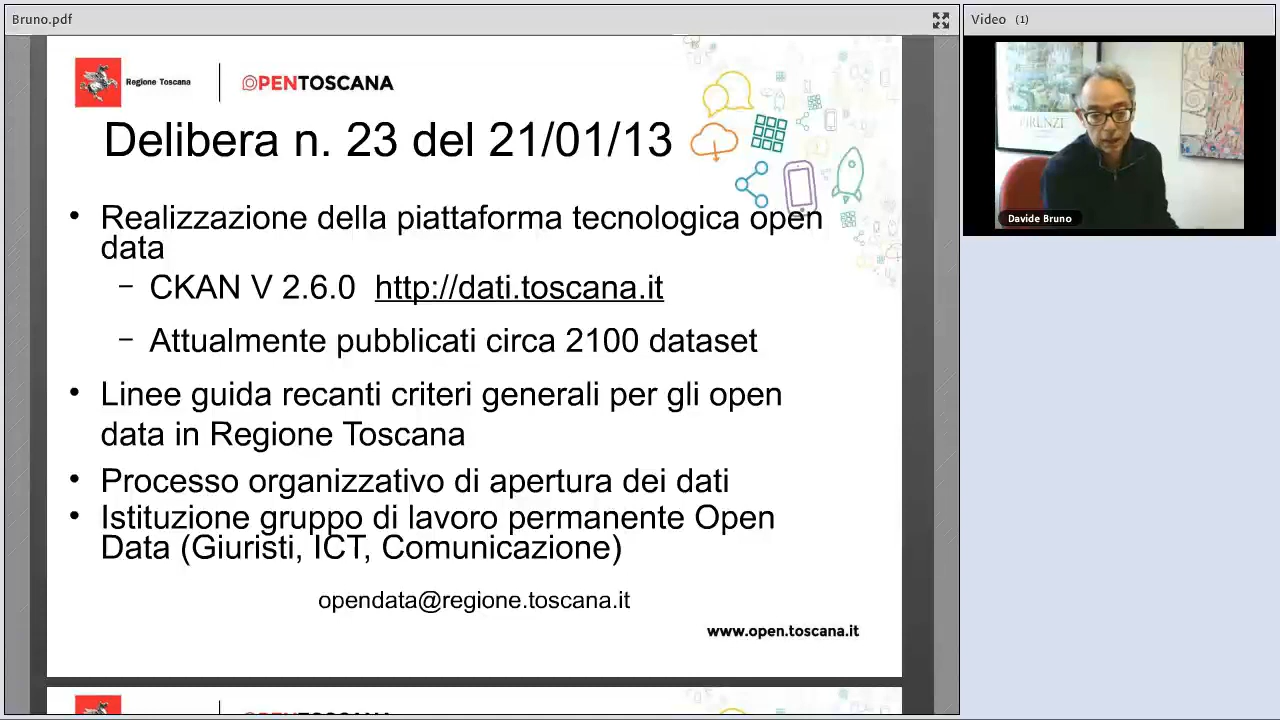 Bruno.pdf
Video (1)
Regione Toscana
OPENTOSCANA
Delibera n. 23 del 21/01/13
• Realizzazione della piattaforma tecnologica open
data
– CKAN V 2.6.0 http://dati.toscana.it
– Attualmente pubblicati circa 2100 dataset
• Linee guida recanti criteri generali per gli open
data in Regione Toscana
• Processo organizzativo di apertura dei dati
• Istituzione gruppo di lavoro permanente Open
Data (Giuristi, ICT, Comunicazione)
opendata@regione.toscana.it
www.open.toscana.it
FIRENZE
Davide Bruno